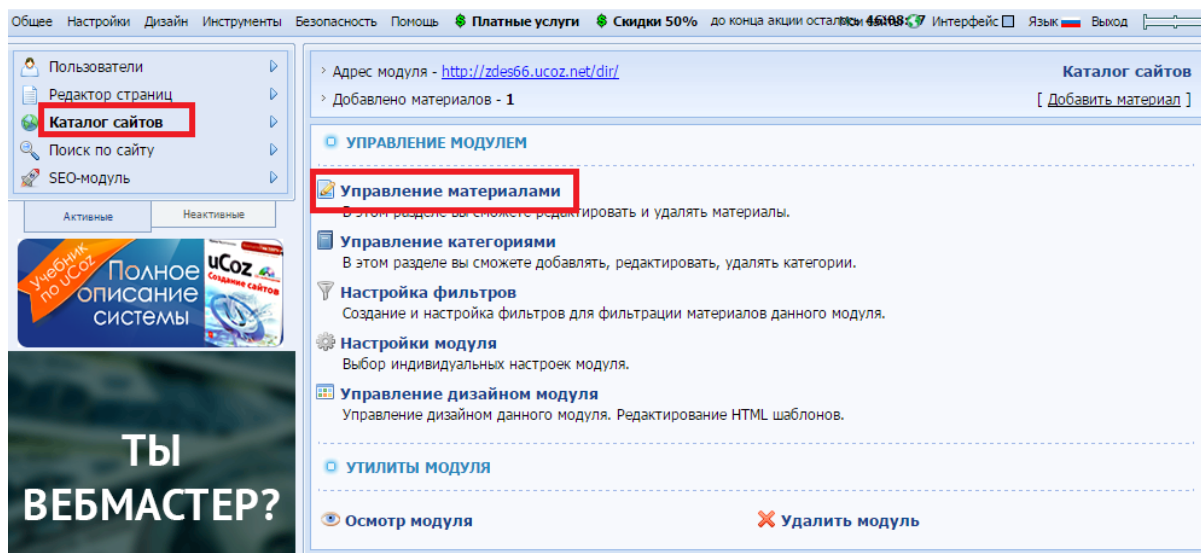 Общее Настройки Дизайн Инструменты Безопасность Помощь Платные услуги Скидки 50% до конца акции Интерфейс Язык Выход
Пользователи
Редактор страниц
Каталог сайтов
Поиск по сайту
SEO-модуль
Активные Неактивные
Учебник
по uCoz
Полное
описание
системы
uCoz
Создание сайтов
ТЫ
ВЕБМАСТЕР?
Адрес модуля - http://zdes66.ucoz.net/dir/ Каталог сайтов
Добавлено материалов - 1 [ Добавить материал ]
УПРАВЛЕНИЕ МОДУЛЕМ
Управление материалами
В этом разделе вы сможете редактировать и удалять материалы.
Управление категориями
В этом разделе вы сможете добавлять, редактировать, удалять категории.
Настройка фильтров
Создание и настройка фильтров для фильтрации материалов данного модуля.
Настройки модуля
Выбор индивидуальных настроек модуля.
Управление дизайном модуля
Управление дизайном данного модуля. Редактирование HTML шаблонов.
УТИЛИТЫ МОДУЛЯ
Осмотр модуля Удалить модуль